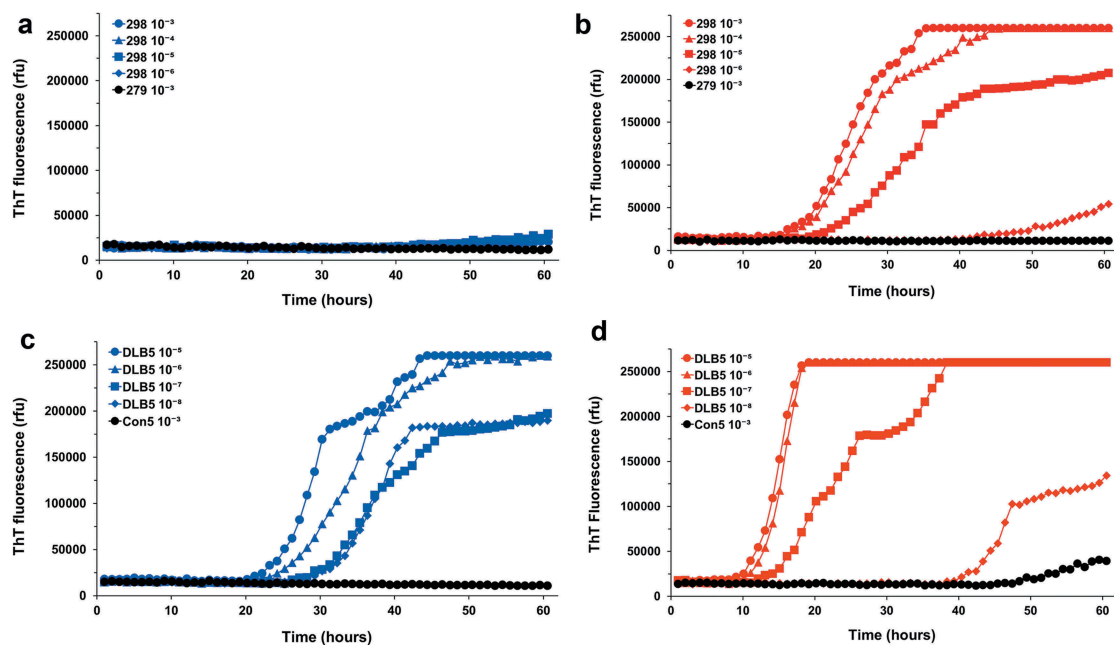 a
298 10⁻³
298 10⁻⁴
298 10⁻⁵
298 10⁻⁶
279 10⁻³
300000
250000
200000
150000
100000
50000
0
ThT fluorescence (rfu)
0 10 20 30 40 50 60
Time (hours)
b
298 10⁻³
298 10⁻⁴
298 10⁻⁵
298 10⁻⁶
279 10⁻³
250000
200000
150000
100000
50000
0
ThT fluorescence (rfu)
0 10 20 30 40 50 60
Time (hours)
c
DLB5 10⁻⁵
DLB5 10⁻⁶
DLB5 10⁻⁷
DLB5 10⁻⁸
Con5 10⁻³
250000
200000
150000
100000
50000
0
ThT fluorescence (rfu)
0 10 20 30 40 50 60
Time (hours)
d
DLB5 10⁻⁵
DLB5 10⁻⁶
DLB5 10⁻⁷
DLB5 10⁻⁸
Con5 10⁻³
250000
200000
150000
100000
50000
0
ThT Fluorescence (rfu)
0 10 20 30 40 50 60
Time (hours)